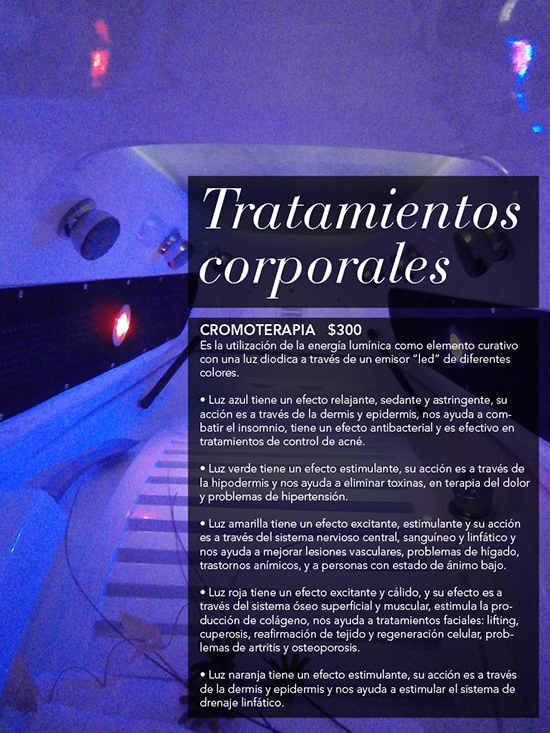 Tratamientos
corporales
CROMOTERAPIA $300
Es la utilización de la energía lumínica como elemento curativo
con una luz diodica a través de un emisor “led” de diferentes
colores.
• Luz azul tiene un efecto relajante, sedante y astringente, su
acción es a través de la dermis y epidermis, nos ayuda a com-
batir el insomnio, tiene un efecto antibacterial y es efectivo en
tratamientos de control de acné.
• Luz verde tiene un efecto estimulante, su acción es a través de
la hipodermis y nos ayuda a eliminar toxinas, en terapia del dolor
y problemas de hipertensión.
• Luz amarilla tiene un efecto excitante, estimulante y su acción
es a través del sistema nervioso central, sanguíneo y linfático y
nos ayuda a mejorar lesiones vasculares, problemas de hígado,
trastornos anímicos, y a personas con estado de ánimo bajo.
• Luz roja tiene un efecto excitante y cálido, y su efecto es a
través del sistema óseo superficial y muscular, estimula la pro-
ducción de colágeno, nos ayuda a tratamientos faciales: lifting,
cuperosis, reafirmación de tejido y regeneración celular, prob-
lemas de artritis y osteoporosis.
• Luz naranja tiene un efecto estimulante, su acción es a través
de la dermis y epidermis y nos ayuda a estimular el sistema de
drenaje linfático.